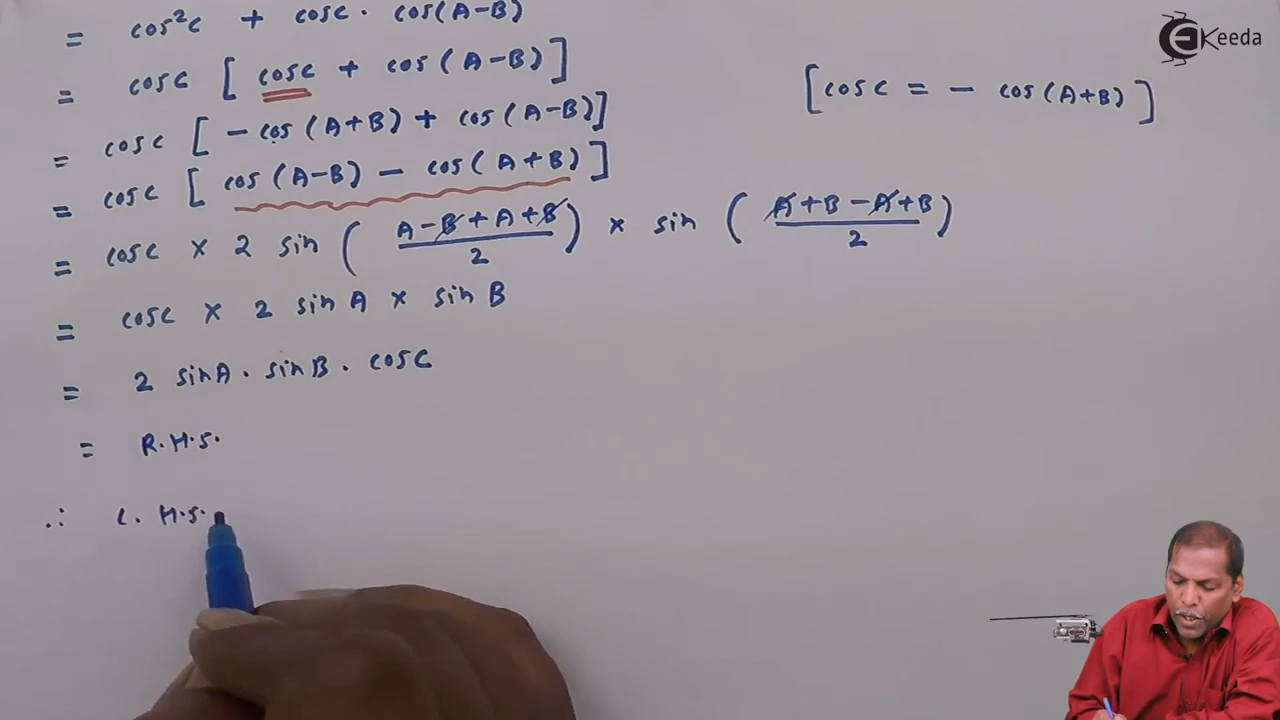 = cos²C + cosC · cos(A-B)
= cosC [ cosC + cos(A-B) ]
[cosC = - cos(A+B)]
= cosC [ - cos(A+B) + cos(A-B)]
= cosC [ cos(A-B) - cos(A+B) ]
= cosC × 2 sin ( A-B+A+B / 2 ) × sin ( A+B-A+B / 2 )
= cosC × 2 sinA × sinB
= 2 sinA · sinB · cosC
= R.H.S.
∴ L.H.S.
EKeeda